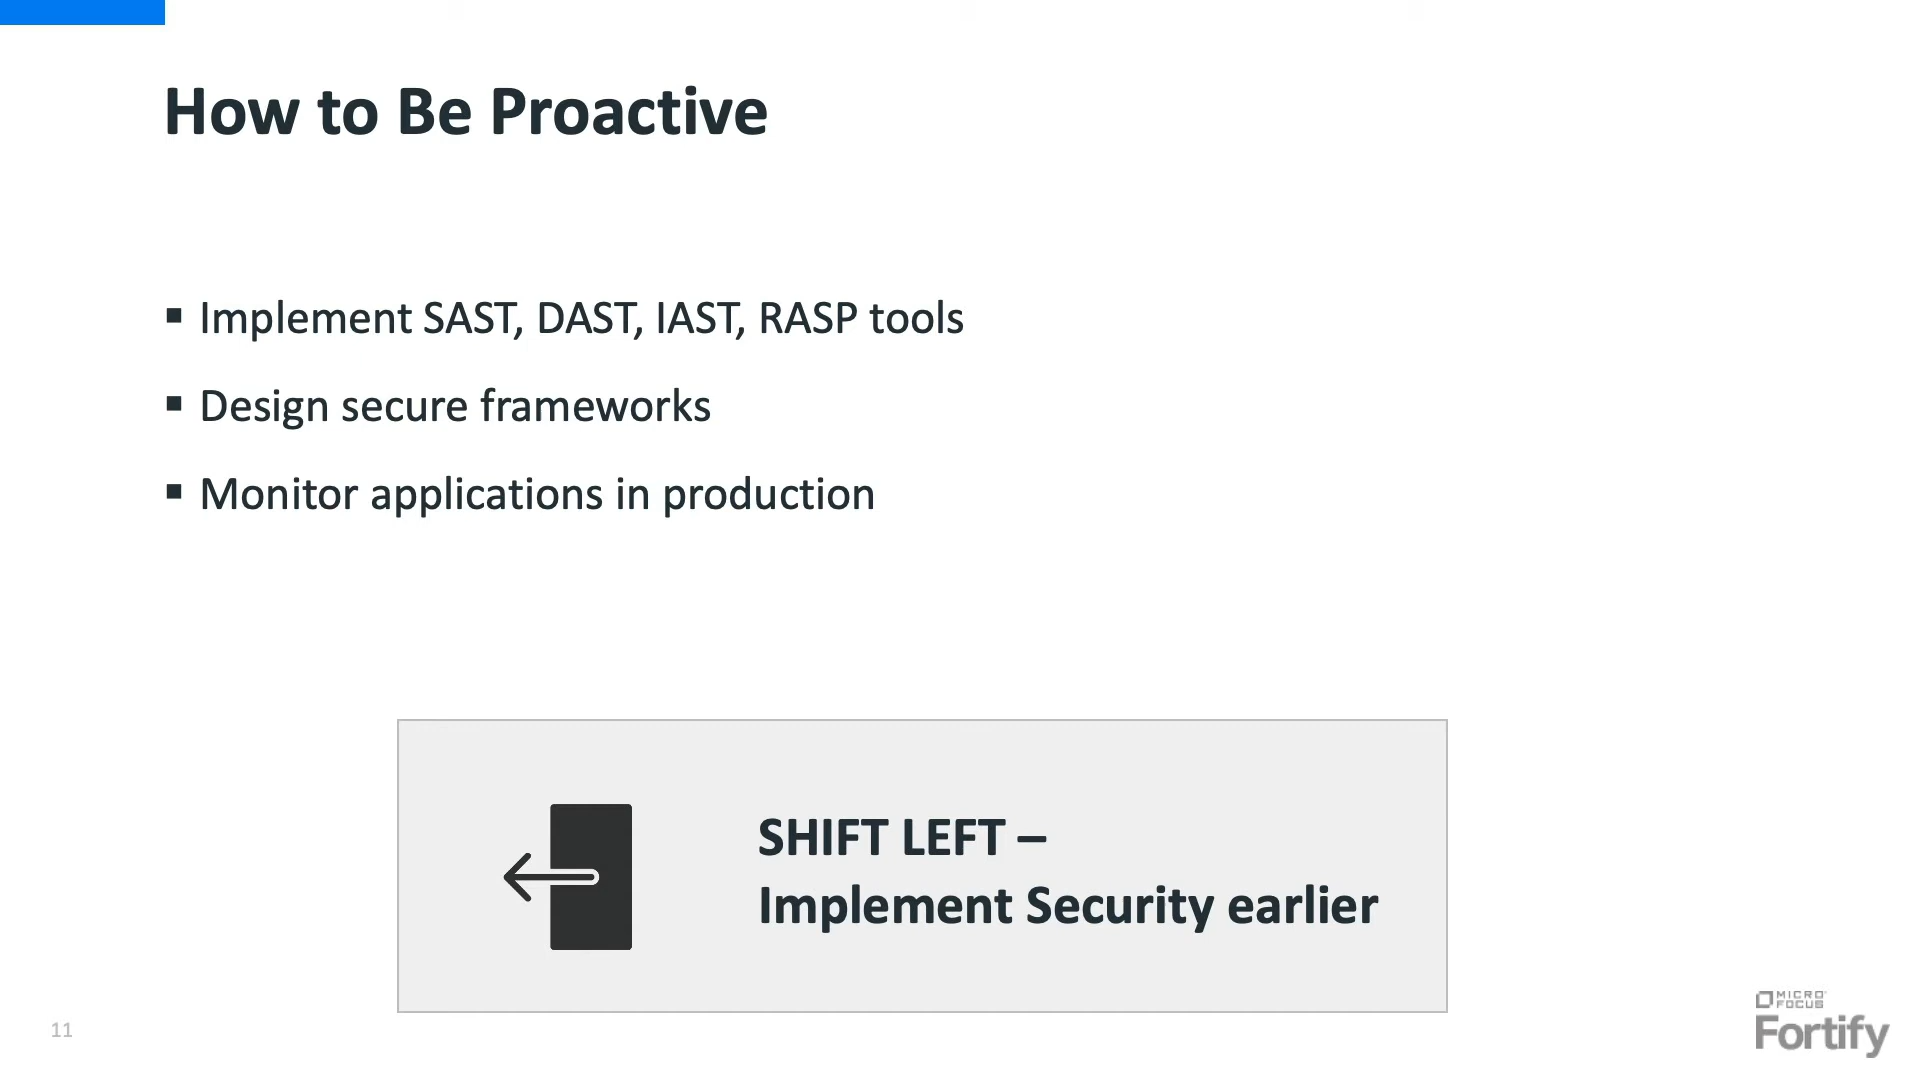 How to Be Proactive
▪ Implement SAST, DAST, IAST, RASP tools
▪ Design secure frameworks
▪ Monitor applications in production
SHIFT LEFT –
Implement Security earlier
11
MICRO
FOCUS
Fortify